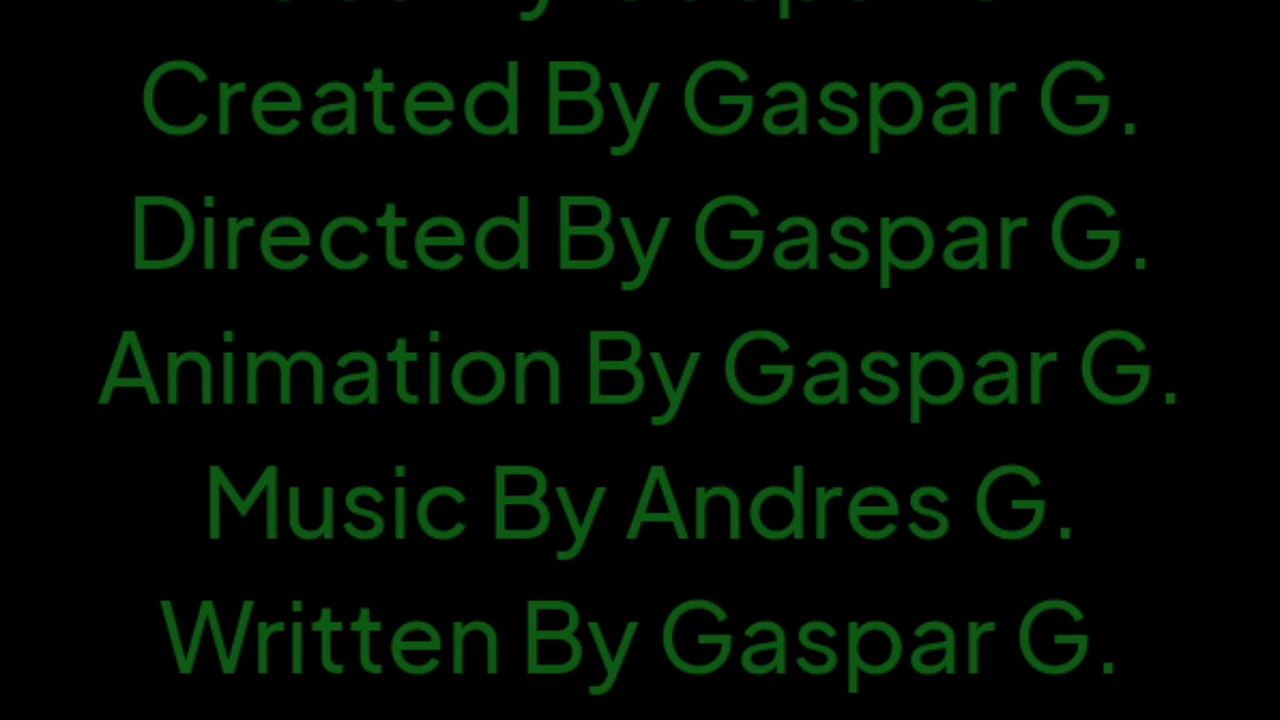 Created By Gaspar G.
Directed By Gaspar G.
Animation By Gaspar G.
Music By Andres G.
Written By Gaspar G.